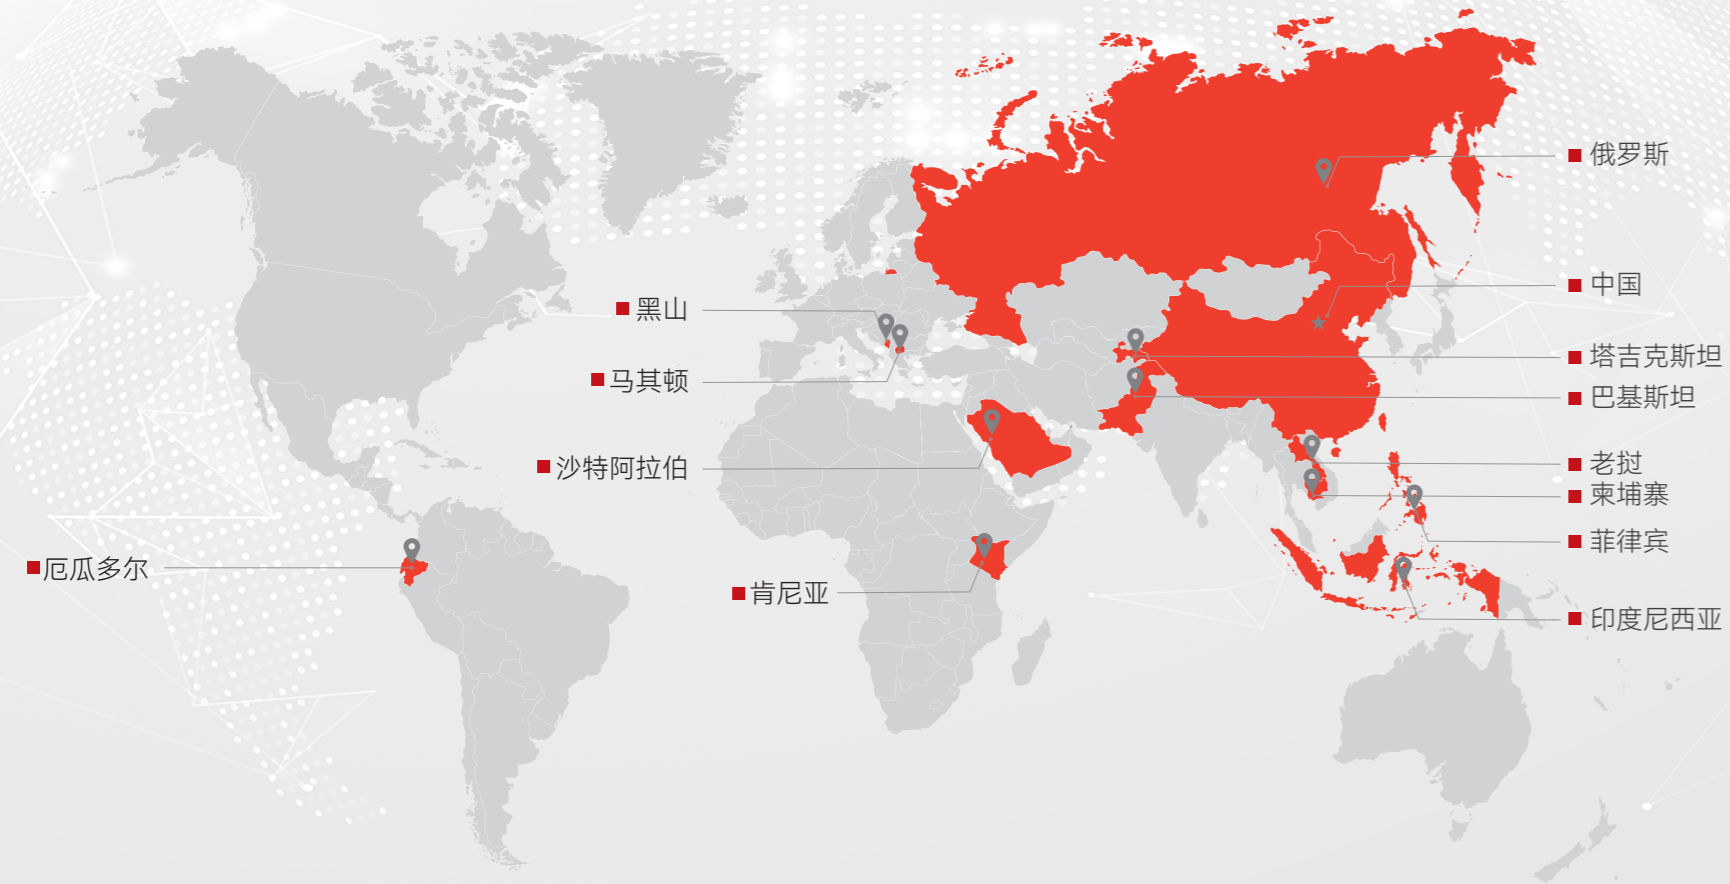 俄罗斯
中国
黑山
塔吉克斯坦
马其顿
巴基斯坦
沙特阿拉伯
老挝
柬埔寨
菲律宾
厄瓜多尔
肯尼亚
印度尼西亚